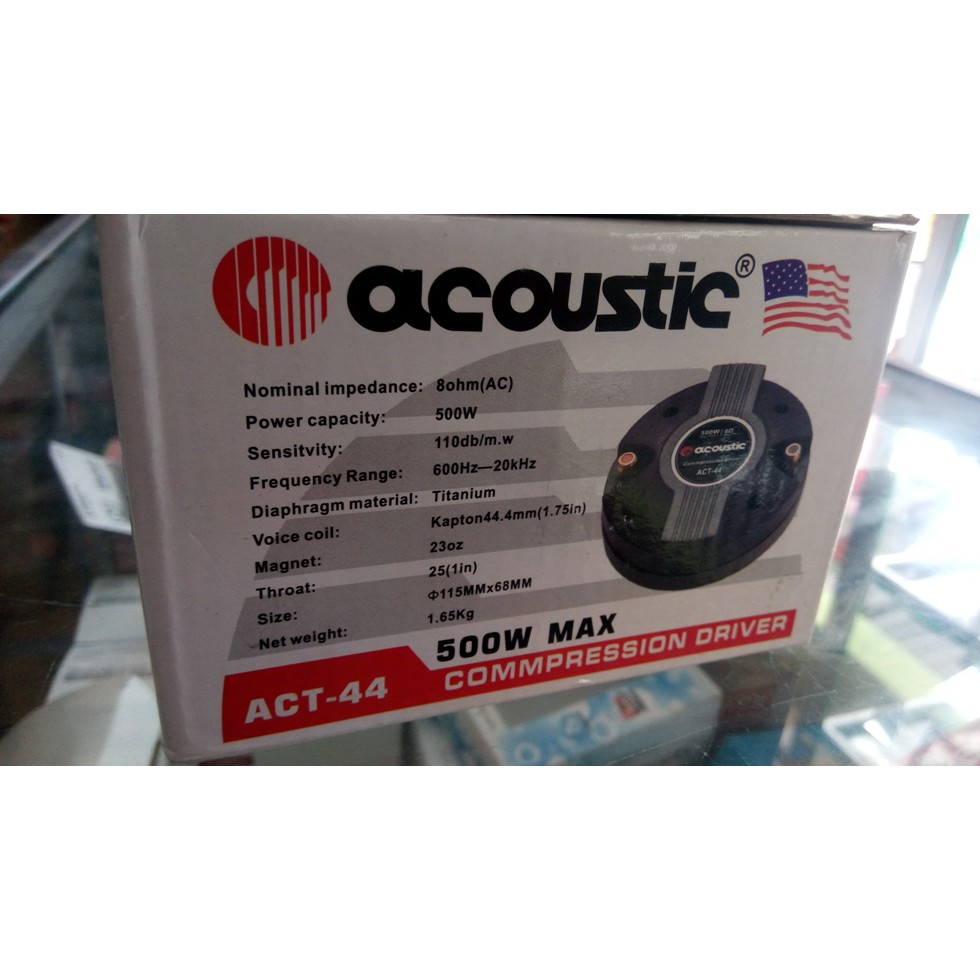 acoustic®
Nominal impedance: 8ohm(AC)
Power capacity: 500W
Sensitvity: 110db/m.w
Frequency Range: 600Hz—20kHz
Diaphragm material: Titanium
Voice coil: Kapton44.4mm(1.75in)
Magnet: 23oz
Throat: 25(1in)
Size: Φ115MMx68MM
Net weight: 1.65Kg
500W | 8Ω
acoustic
ACT-44
500W MAX
ACT-44 COMMPRESSION DRIVER